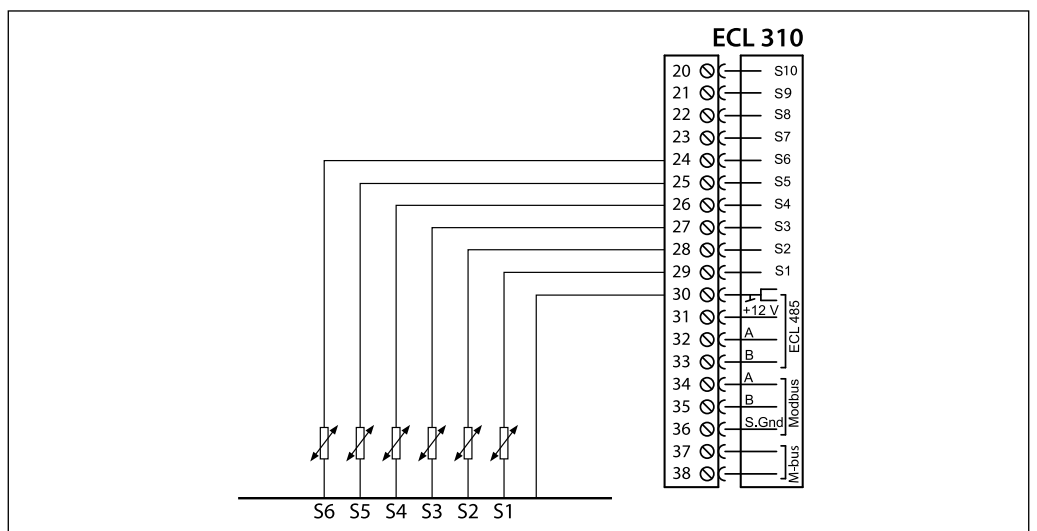 ECL 310
20 S10
21 S9
22 S8
23 S7
24 S6
25 S5
26 S4
27 S3
28 S2
29 S1
30
31 +12 V
32 A
33 B
ECL 485
34 A
35 B
36 S.Gnd
Modbus
37
38
M-bus
S6 S5 S4 S3 S2 S1